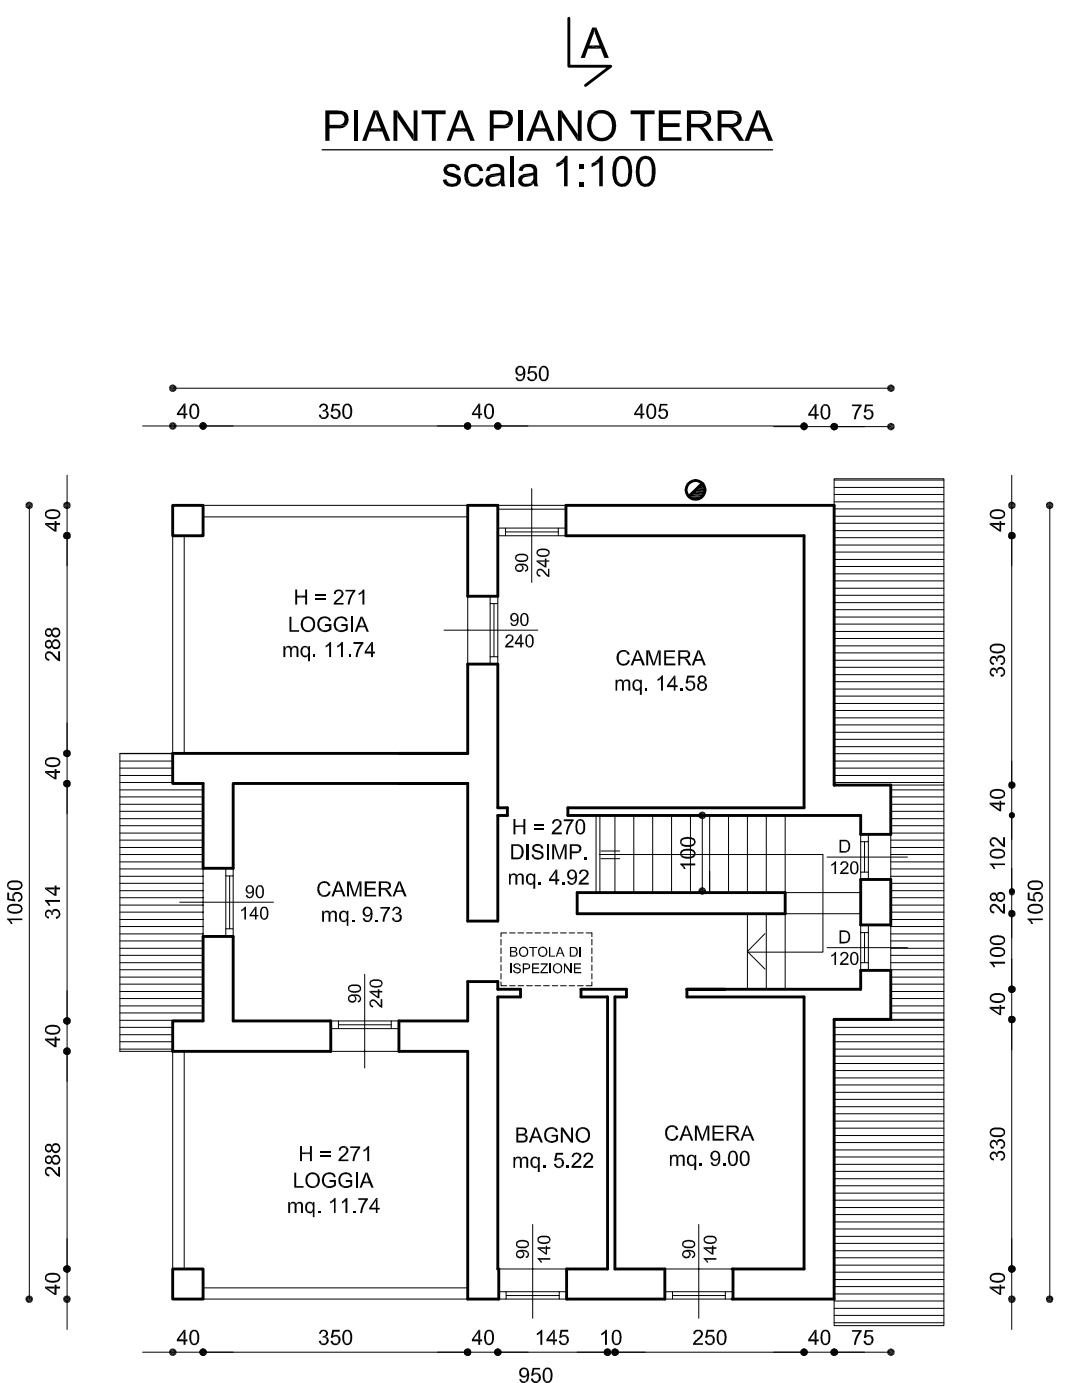 A
PIANTA PIANO TERRA
scala 1:100
950
40 350 40 405 40 75
40
288
40
314
40
288
40
1050
40
330
40
102
28
100
40
330
40
1050
90
240
H = 271
LOGGIA
mq. 11.74
90
240
CAMERA
mq. 14.58
H = 270
DISIMP.
mq. 4.92
100
D
120
CAMERA
mq. 9.73
90
140
D
120
BOTOLA DI
ISPEZIONE
90
240
H = 271
LOGGIA
mq. 11.74
BAGNO
mq. 5.22
CAMERA
mq. 9.00
90
140
90
140
40 350 40 145 10 250 40 75
950